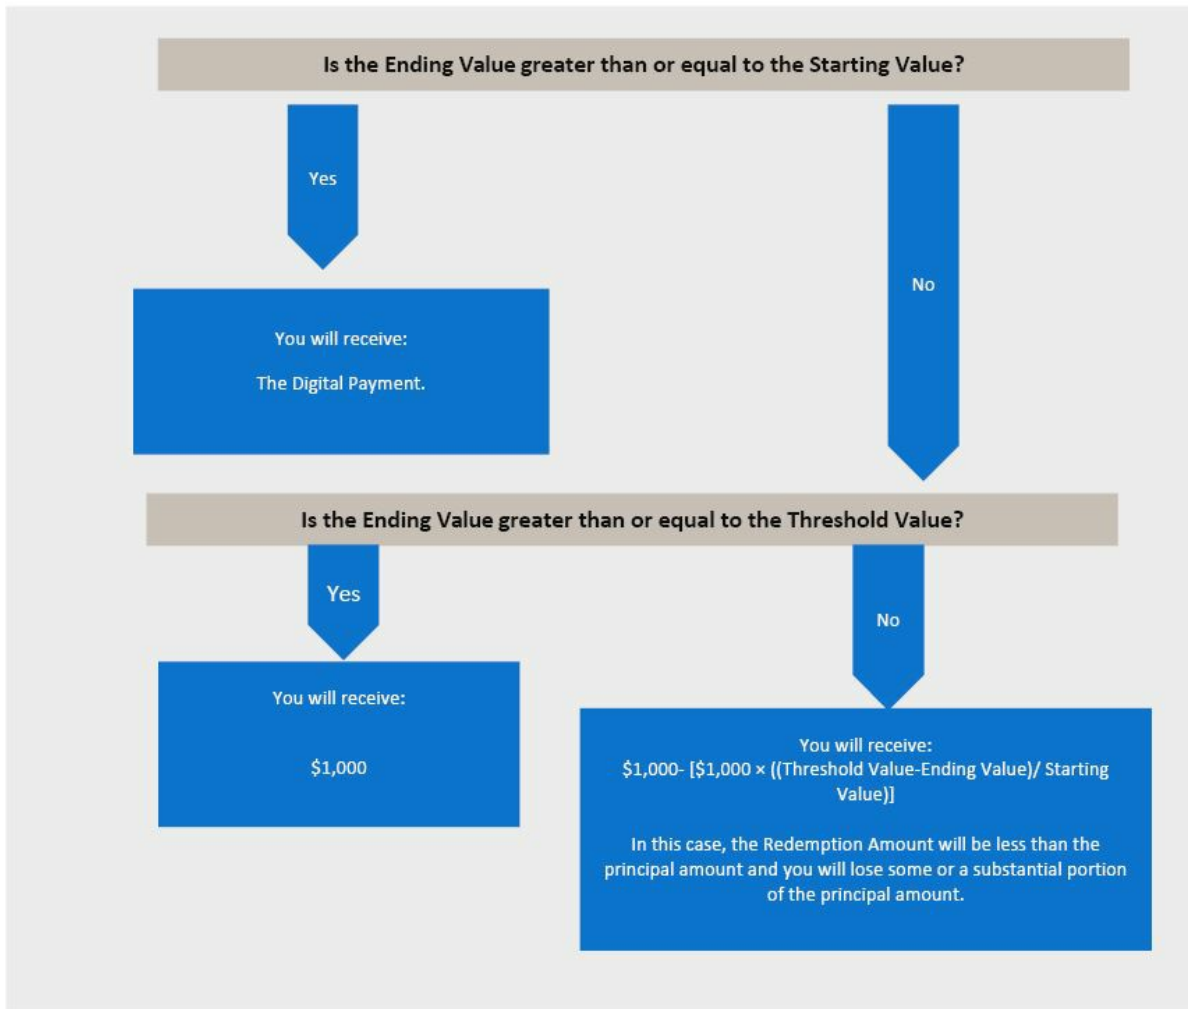 Is the Ending Value greater than or equal to the Starting Value?
Yes
No
You will receive:
The Digital Payment.
Is the Ending Value greater than or equal to the Threshold Value?
Yes
No
You will receive:
$1,000
You will receive:
$1,000- [$1,000 × ((Threshold Value-Ending Value)/ Starting
Value)]
In this case, the Redemption Amount will be less than the
principal amount and you will lose some or a substantial portion
of the principal amount.